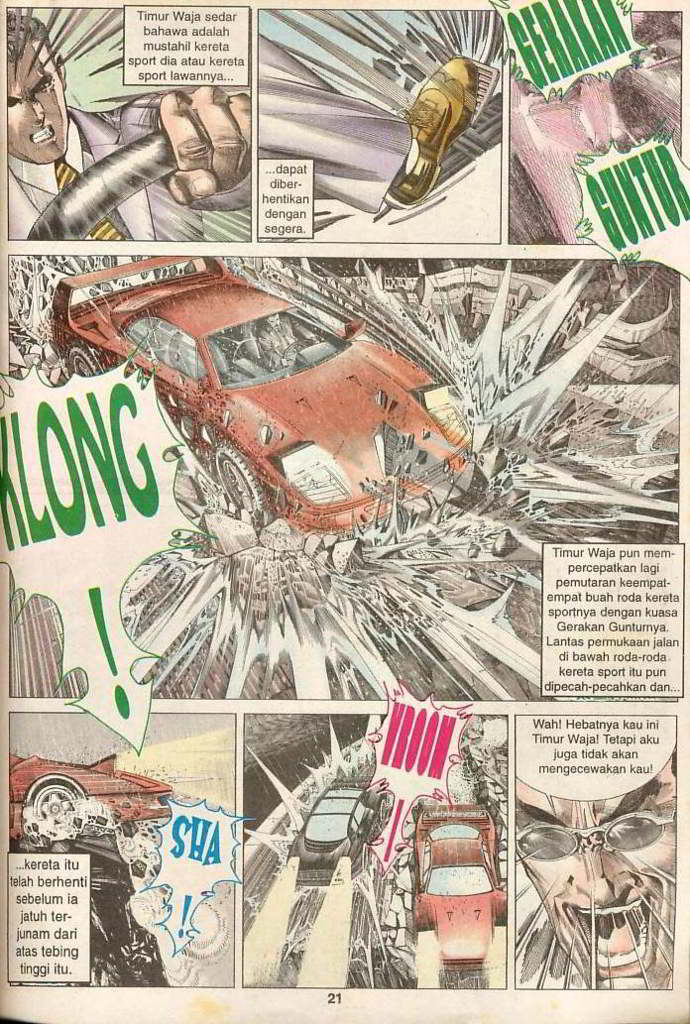 Timur Waja sedar
bahawa adalah
mustahil kereta
sport dia atau kereta
sport lawannya...
...dapat
diber-
hentikan
dengan
segera.
GERAAAN
GUNTUR
KLONG
!
Timur Waja pun mem-
percepatkan lagi
pemutaran keempat-
empat buah roda kereta
sportnya dengan kuasa
Gerakan Gunturnya.
Lantas permukaan jalan
di bawah roda-roda
kereta sport itu pun
dipecah-pecahkan dan...
...kereta itu
telah berhenti
sebelum ia
jatuh ter-
junam dari
atas tebing
tinggi itu.
SHA
!
VROOM
!
Wah! Hebatnya kau ini
Timur Waja! Tetapi aku
juga tidak akan
mengecewakan kau!
21